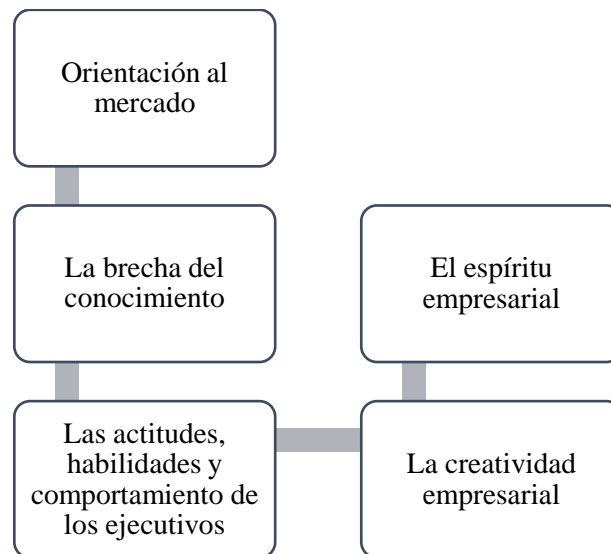 Orientación al
mercado
La brecha del
conocimiento
Las actitudes,
habilidades y
comportamiento de
los ejecutivos
La creatividad
empresarial
El espíritu
empresarial